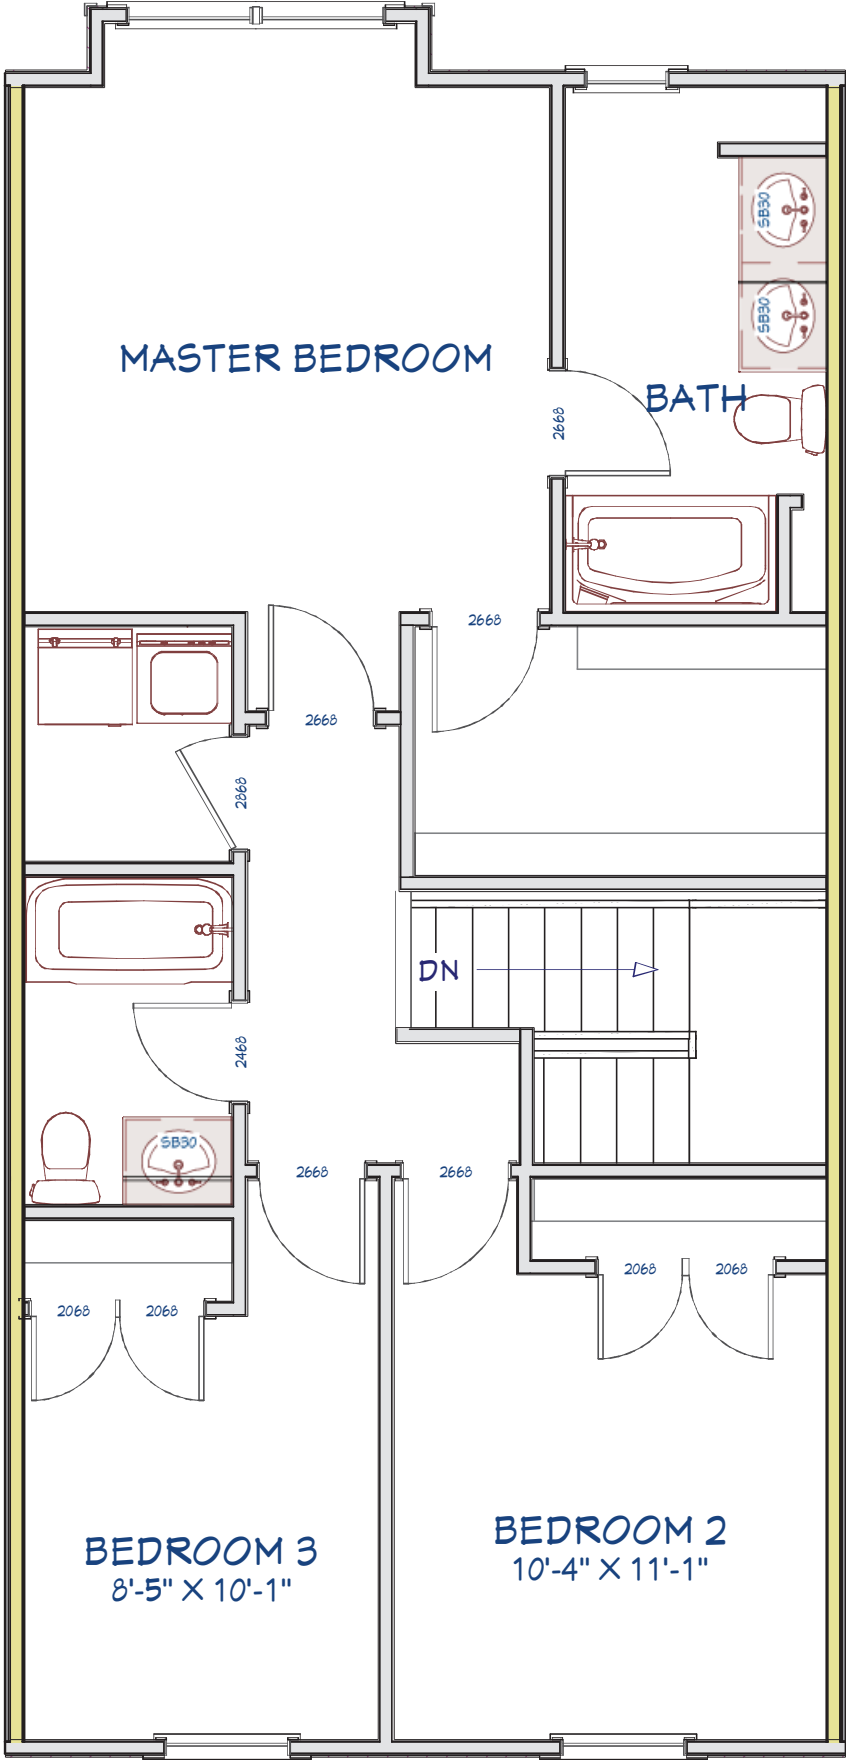 SB30
SB30
MASTER BEDROOM
BATH
2668
2668
2668
2868
DN
2468
SB30
2668
2668
2068
2068
2068
2068
BEDROOM 2
10'-4" X 11'-1"
BEDROOM 3
8'-5" X 10'-1"